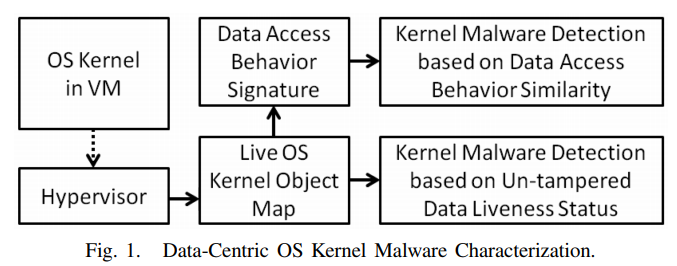 OS Kernel
in VM
Hypervisor
Data Access
Behavior
Signature
Live OS
Kernel Object
Map
Kernel Malware Detection
based on Data Access
Behavior Similarity
Kernel Malware Detection
based on Un-tampered
Data Liveness Status
Fig. 1. Data-Centric OS Kernel Malware Characterization.